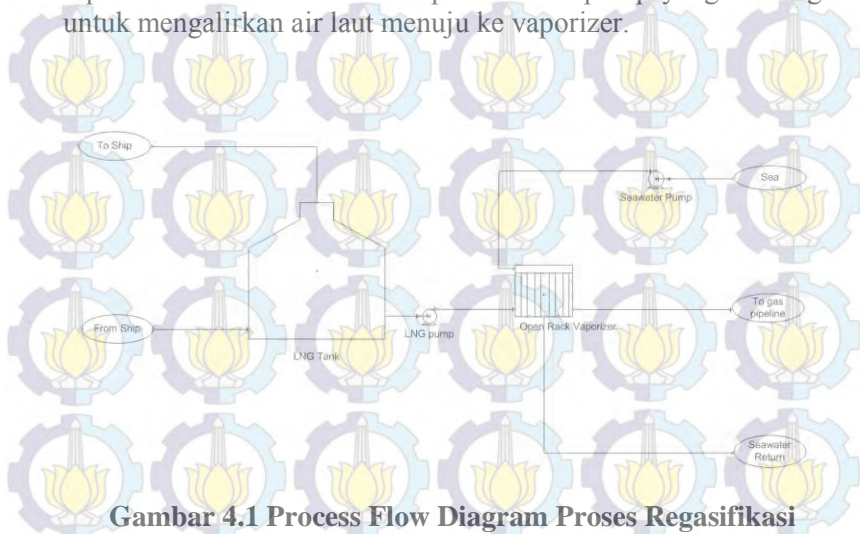 untuk mengalirkan air laut menuju ke vaporizer.
To Ship
Sea
Seawater Pump
From Ship
LNG Tank
LNG pump
Open Rack Vaporizer
To gas
pipeline
Seawater
Return
Gambar 4.1 Process Flow Diagram Proses Regasifikasi